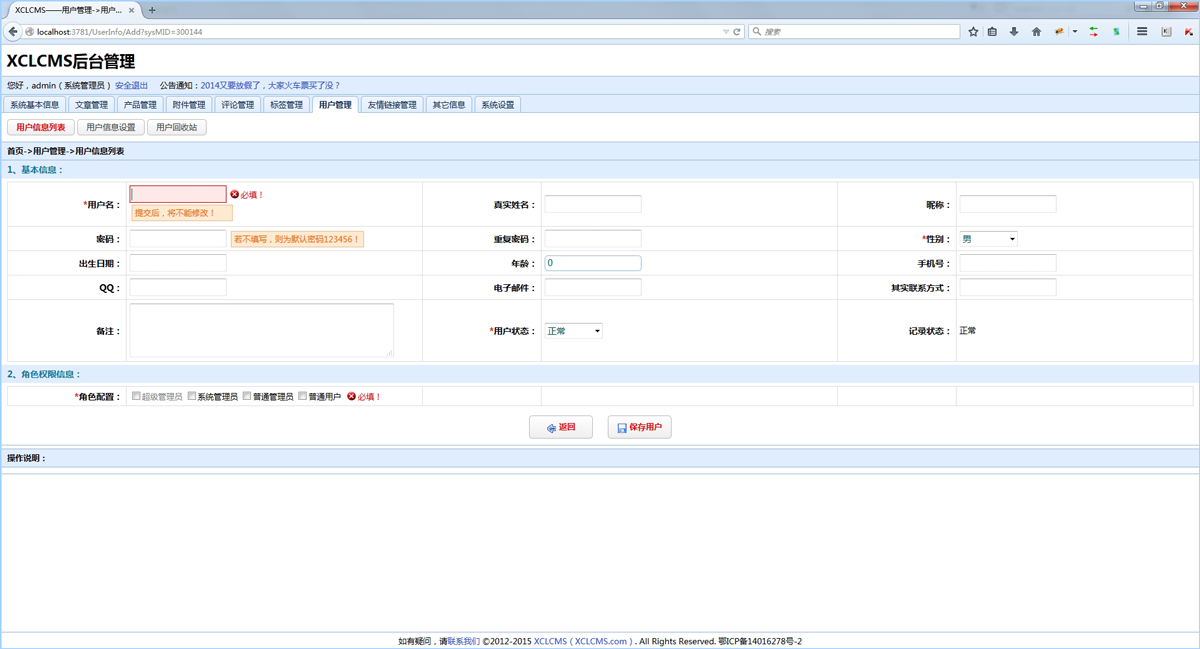 XCLCMS——用户管理->用户... × +
localhost:3781/UserInfo/Add?sysMID=300144 搜索
XCLCMS后台管理
您好，admin（系统管理员） 安全退出 公告通知：2014又要放假了，大家火车票买了没？
系统基本信息 文章管理 产品管理 附件管理 评论管理 标签管理 用户管理 友情链接管理 其它信息 系统设置
用户信息列表 用户信息设置 用户回收站
首页->用户管理->用户信息列表
1、基本信息：
*用户名： 必填！ 真实姓名： 昵称：
提交后，将不能修改！
密码： 若不填写，则为默认密码123456！ 重复密码： *性别： 男
出生日期： 年龄： 0 手机号：
QQ： 电子邮件： 其实联系方式：
备注： *用户状态： 正常 记录状态： 正常
2、角色权限信息：
*角色配置： 超级管理员 系统管理员 普通管理员 普通用户 必填！
返回 保存用户
操作说明：
如有疑问，请联系我们 ©2012-2015 XCLCMS（XCLCMS.com）. All Rights Reserved. 鄂ICP备14016278号-2